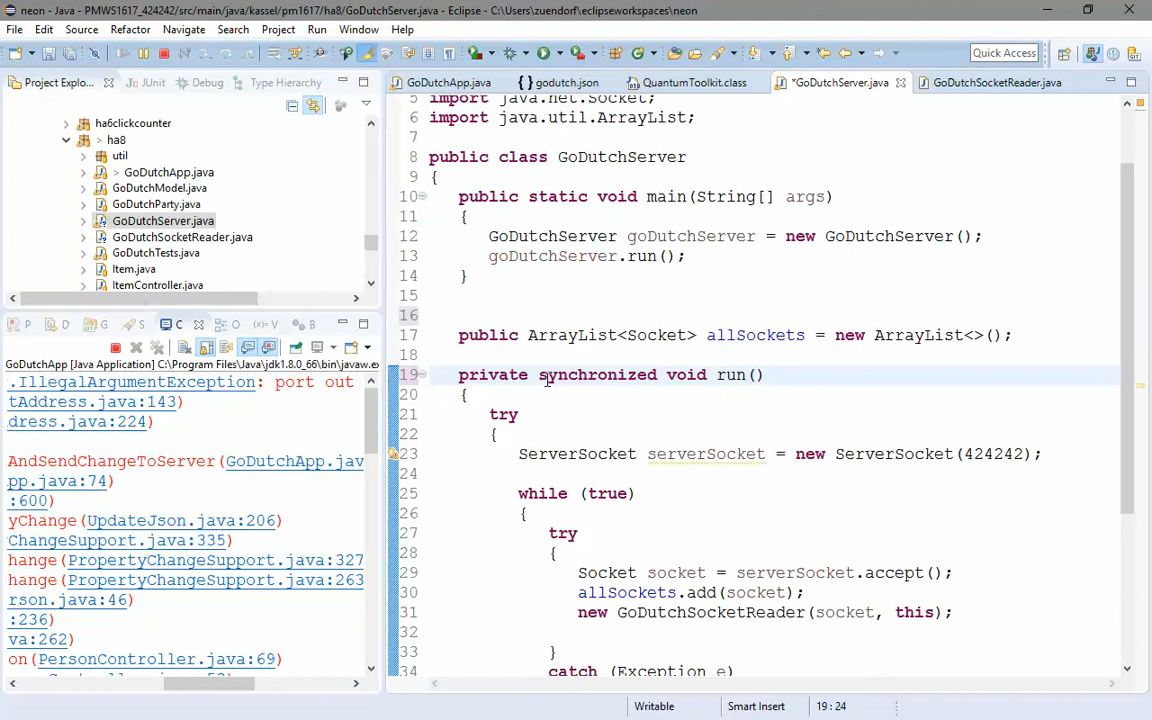 neon - Java - PMWS1617_424242/src/main/java/kassel/pm1617/ha8/GoDutchServer.java - Eclipse - C:\Users\zuendorf\eclipseworkspaces\neon
File Edit Source Refactor Navigate Search Project Run Window Help
Quick Access
Project Explo... JUnit Debug Type Hierarchy
ha6clickcounter
> ha8
util
> GoDutchApp.java
GoDutchModel.java
GoDutchParty.java
GoDutchServer.java
GoDutchSocketReader.java
GoDutchTests.java
Item.java
ItemController.java
P D G S C O (x)= V B
GoDutchApp [Java Application] C:\Program Files\Java\jdk1.8.0_66\bin\javaw.e
.IllegalArgumentException: port out
tAddress.java:143)
dress.java:224)
AndSendChangeToServer(GoDutchApp.jav
pp.java:74)
:600)
yChange(UpdateJson.java:206)
ChangeSupport.java:335)
hange(PropertyChangeSupport.java:327
hange(PropertyChangeSupport.java:263
rson.java:46)
:236)
va:262)
on(PersonController.java:69)
GoDutchApp.java godutch.json QuantumToolkit.class *GoDutchServer.java GoDutchSocketReader.java
5 import java.net.Socket;
6 import java.util.ArrayList;
7
8 public class GoDutchServer
9 {
10 public static void main(String[] args)
11 {
12 GoDutchServer goDutchServer = new GoDutchServer();
13 goDutchServer.run();
14 }
15
16
17 public ArrayList<Socket> allSockets = new ArrayList<>();
18
19 private synchronized void run()
20 {
21 try
22 {
23 ServerSocket serverSocket = new ServerSocket(424242);
24
25 while (true)
26 {
27 try
28 {
29 Socket socket = serverSocket.accept();
30 allSockets.add(socket);
31 new GoDutchSocketReader(socket, this);
32
33 }
34 catch (Exception e)
Writable Smart Insert 19 : 24